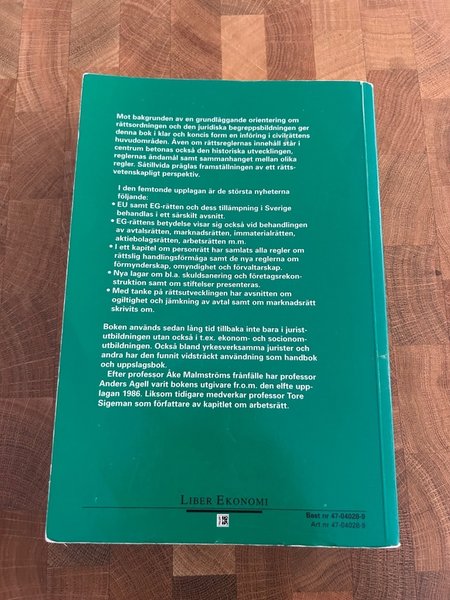 Mot bakgrunden av en grundläggande orientering om
rättsordningen och den juridiska begreppsbildningen ger
denna bok i klar och koncis form en införing i civilrättens
huvudområden. Även om rättsreglernas innehåll står i
centrum betonas också den historiska utvecklingen,
reglernas ändamål samt sammanhanget mellan olika
regler. Såtillvida präglas framställningen av ett rätts-
vetenskapligt perspektiv.
I den femtonde upplagan är de största nyheterna
följande:
• EU samt EG-rätten och dess tillämpning i Sverige
behandlas i ett särskilt avsnitt.
• EG-rättens betydelse visar sig också vid behandlingen
av avtalsrätten, marknadsrätten, immaterialrätten,
aktiebolagsrätten, arbetsrätten m.m.
• I ett kapitel om personrätt har samlats alla regler om
rättslig handlingsförmåga samt de nya reglerna om
förmynderskap, omyndighet och förvaltarskap.
• Nya lagar om bl.a. skuldsanering och företagsrekon-
struktion samt om stiftelser presenteras.
• Med tanke på rättsutvecklingen har avsnitten om
ogiltighet och jämkning av avtal samt om marknadsrätt
skrivits om.
Boken används sedan lång tid tillbaka inte bara i jurist-
utbildningen utan också i t.ex. ekonom- och socionom-
utbildningen. Också bland yrkesverksamma jurister och
andra har den funnit vidsträckt användning som handbok
och uppslagsbok.
Efter professor Åke Malmströms frånfälle har professor
Anders Agell varit bokens utgivare fr.o.m. den elfte upp-
lagan 1986. Liksom tidigare medverkar professor Tore
Sigeman som författare av kapitlet om arbetsrätt.
LIBER EKONOMI
Best nr 47-04028-9
Art nr 47-04028-9